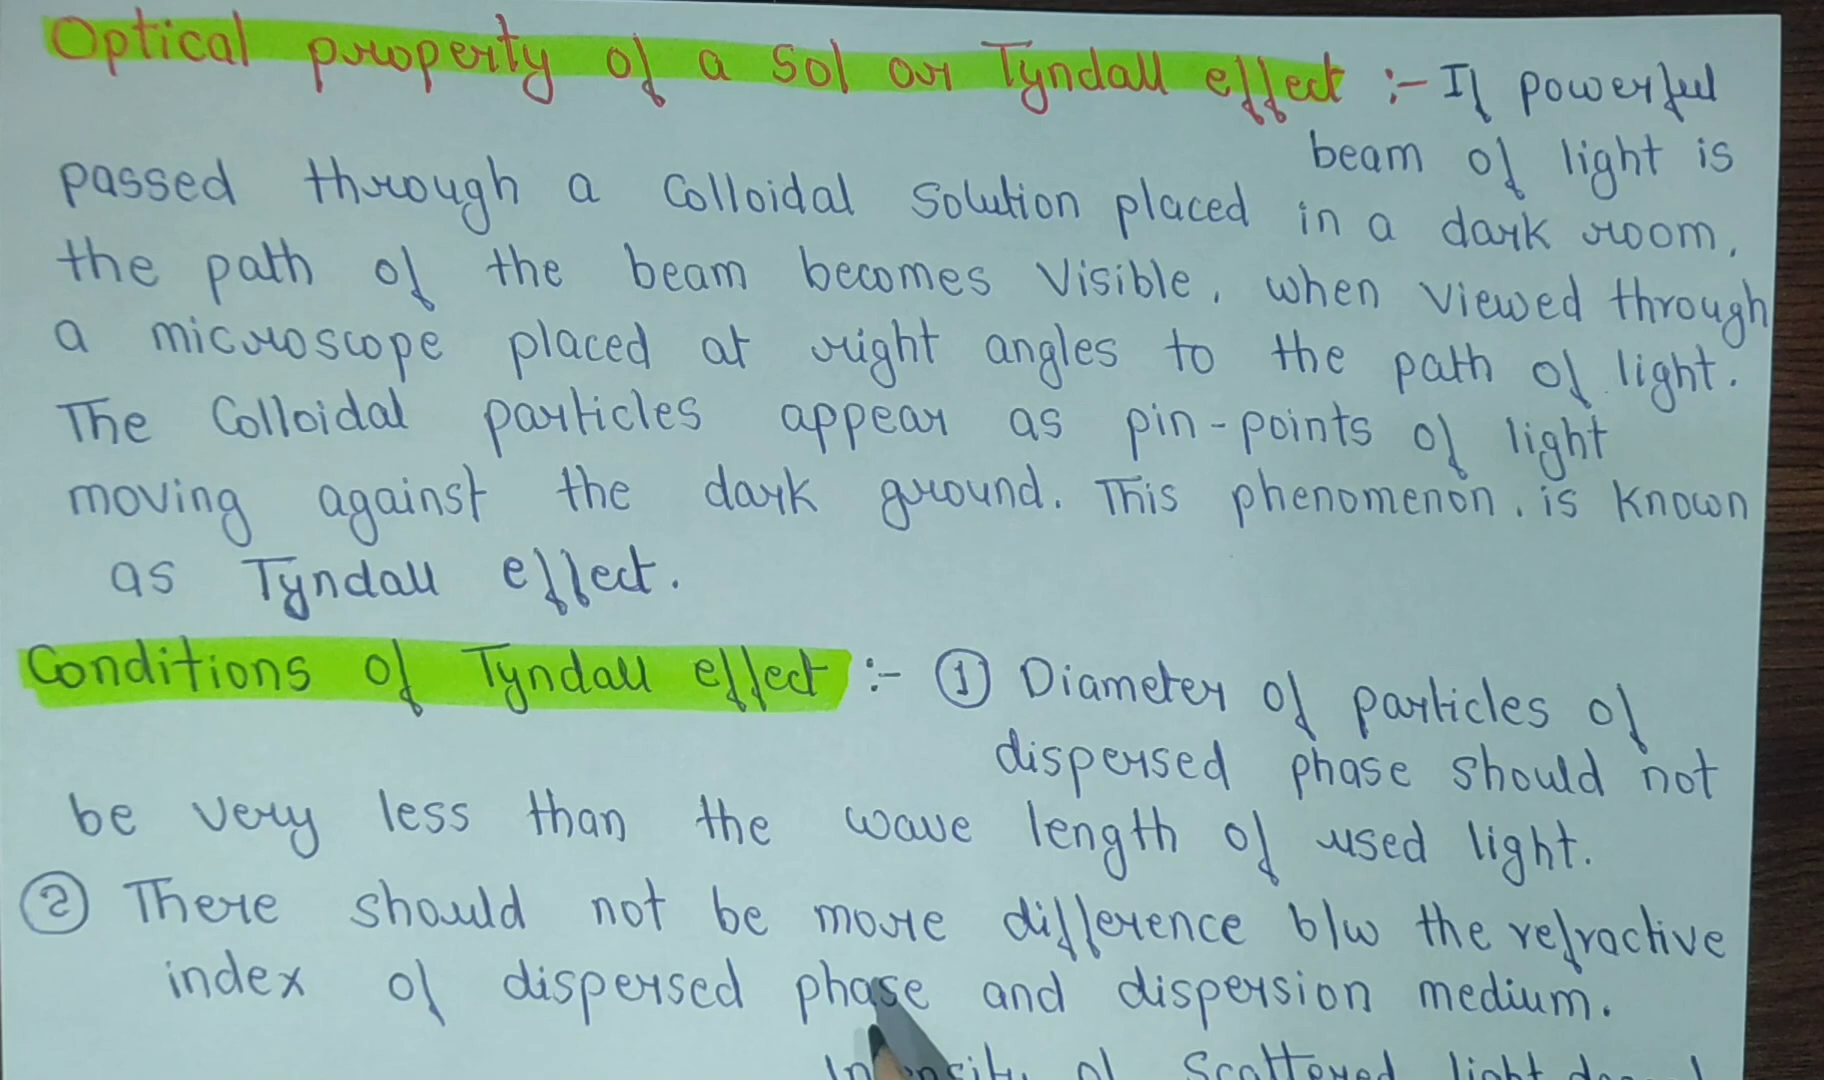 Optical property of a Sol or Tyndall effect :- If powerful
beam of light is
passed through a Colloidal Solution placed in a dark room,
the path of the beam becomes Visible, when viewed through
a microscope placed at right angles to the path of light.
The Colloidal particles appear as pin-points of light
moving against the dark ground. This phenomenon. is Known
as Tyndall effect.
Conditions of Tyndall effect :- ① Diameter of particles of
dispersed phase should not
be very less than the wave length of used light.
② There should not be more difference b/w the refractive
index of dispersed phase and dispersion medium.
of Scattered light